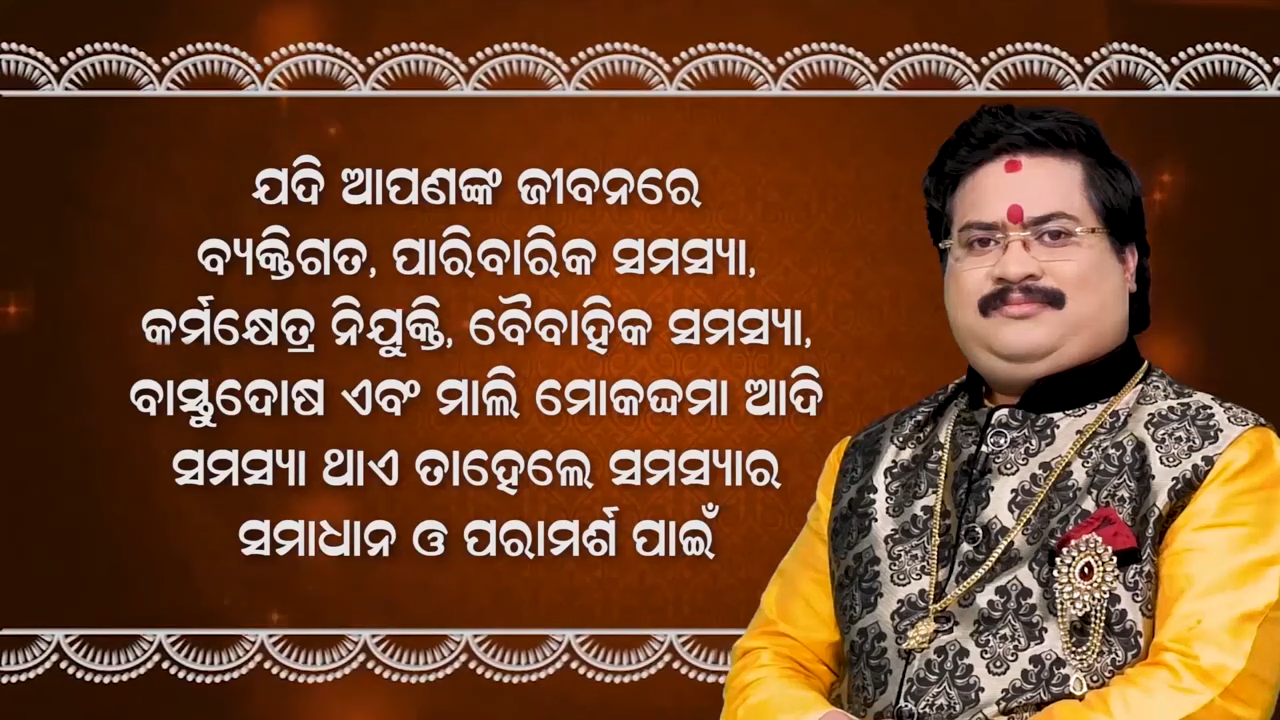 ଯଦି ଆପଣଙ୍କ ଜୀବନରେ
ବ୍ୟକ୍ତିଗତ, ପାରିବାରିକ ସମସ୍ୟା,
କର୍ମକ୍ଷେତ୍ର ନିଯୁକ୍ତି, ବୈବାହିକ ସମସ୍ୟା,
ବାସ୍ତୁଦୋଷ ଏବଂ ମାଲି ମୋକଦ୍ଦମା ଆଦି
ସମସ୍ୟା ଥାଏ ତାହେଲେ ସମସ୍ୟାର
ସମାଧାନ ଓ ପରାମର୍ଶ ପାଇଁ